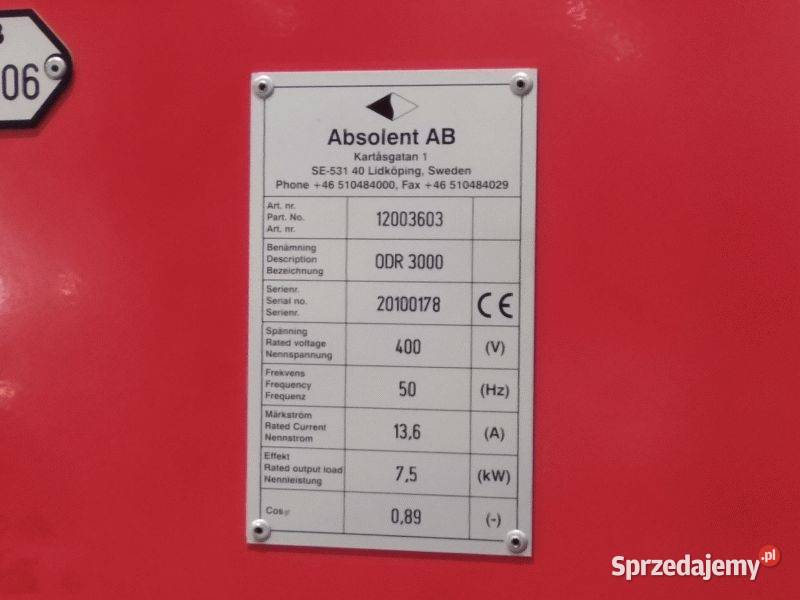 06
Absolent AB
Kartåsgatan 1
SE-531 40 Lidköping, Sweden
Phone +46 510484000, Fax +46 510484029
Art. nr.
Part. No.
Art. nr.
12003603
Benämning
Description
Bezeichnung
ODR 3000
Serienr.
Serial no.
Serienr.
20100178
CE
Spänning
Rated voltage
Nennspannung
400
(V)
Frekvens
Frequency
Frequenz
50
(Hz)
Märkström
Rated Current
Nennstrom
13,6
(A)
Effekt
Rated output load
Nennleistung
7,5
(kW)
Cosφ
0,89
(-)
Sprzedajemy.pl